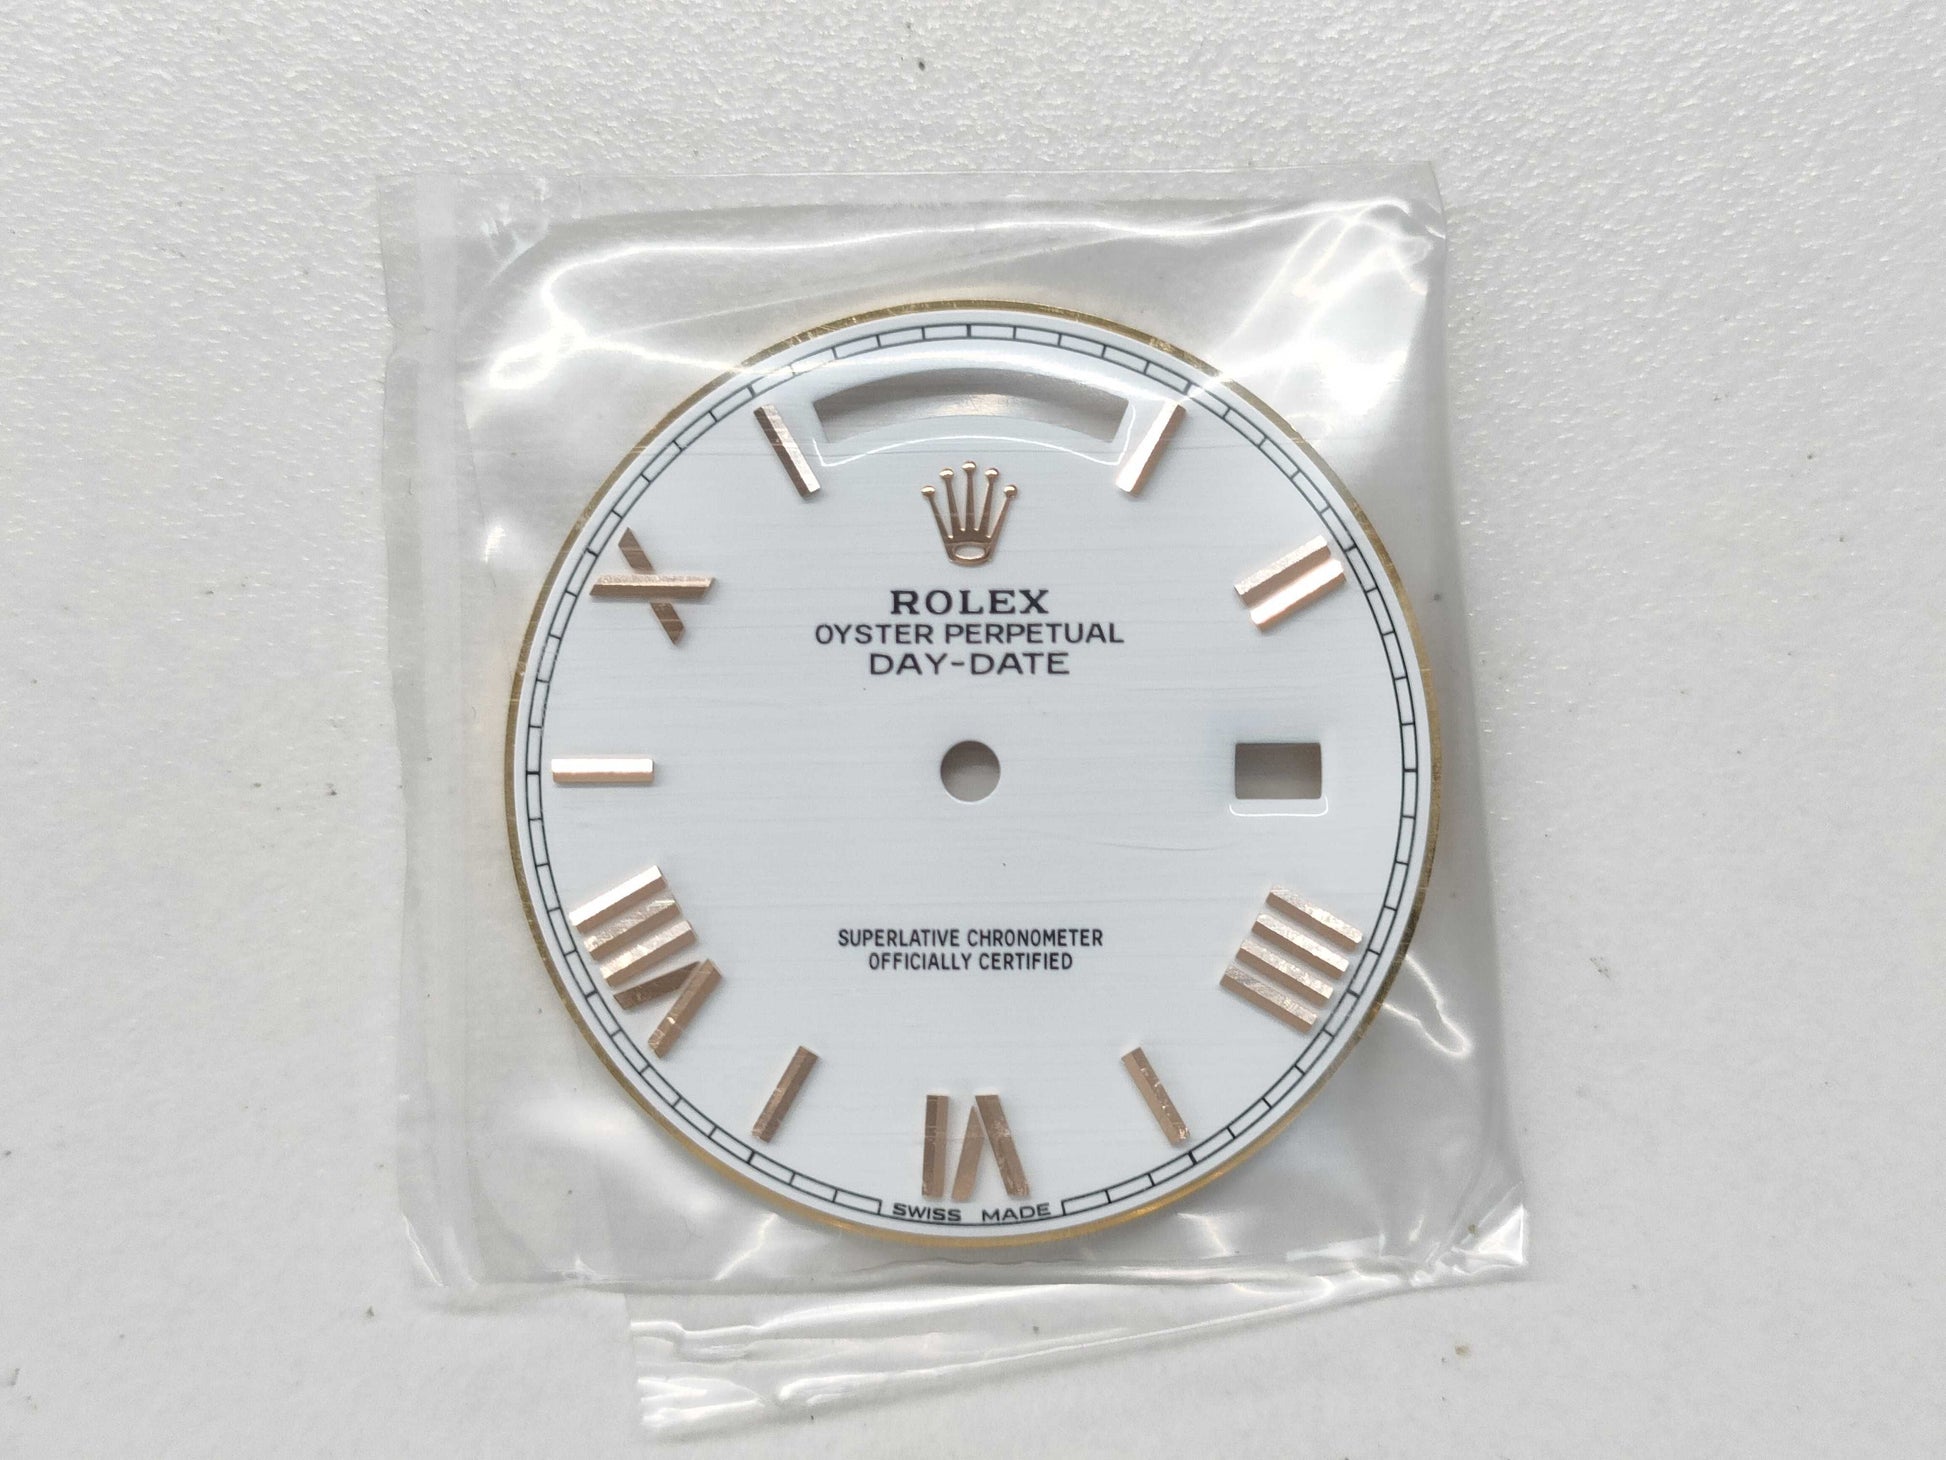 ROLEX
OYSTER PERPETUAL
DAY-DATE
SUPERLATIVE CHRONOMETER
OFFICIALLY CERTIFIED
SWISS MADE